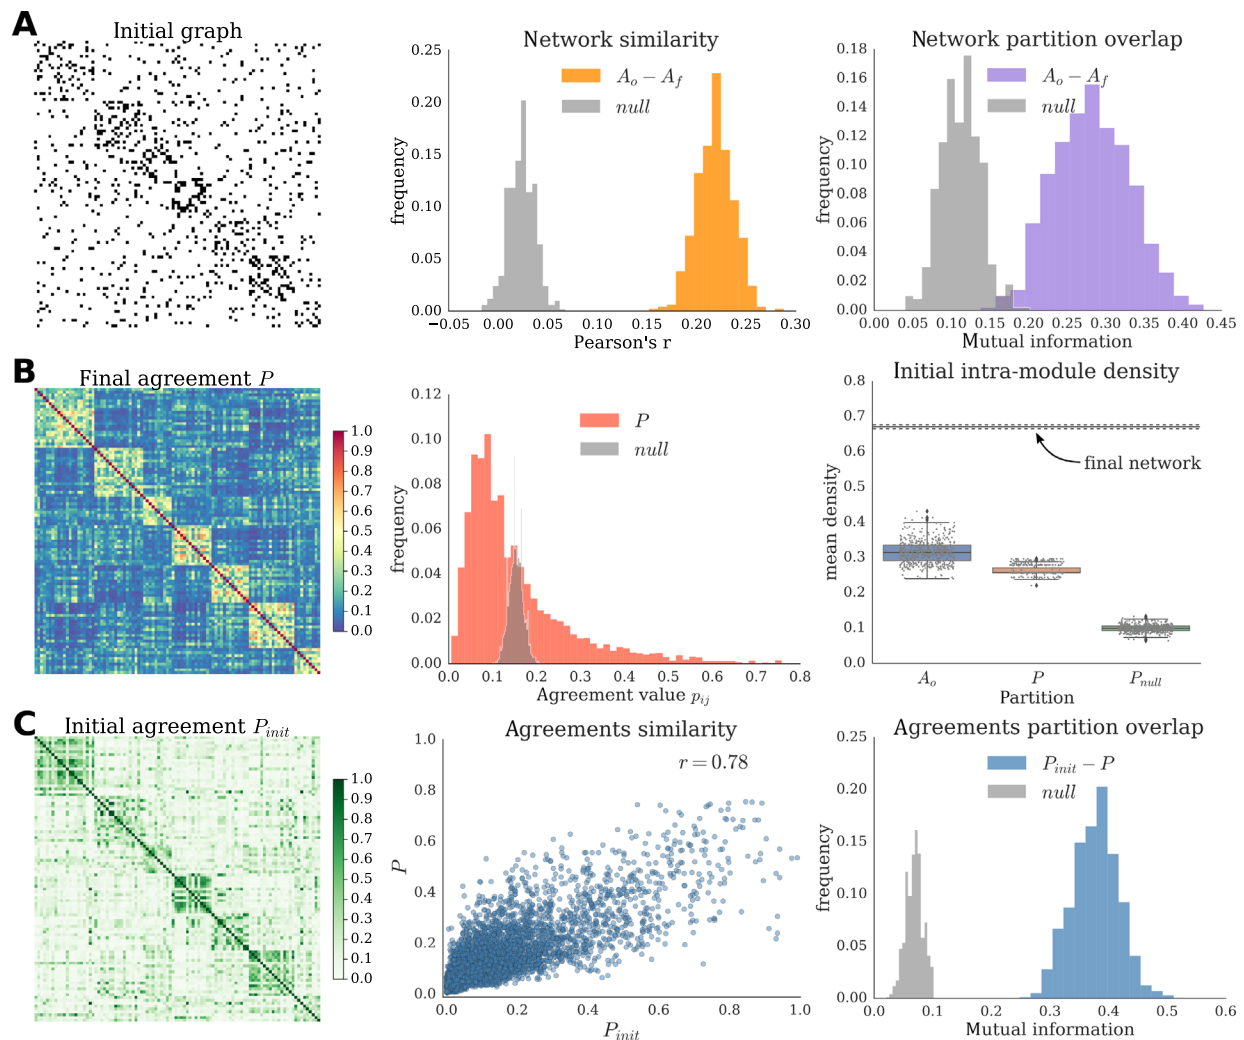 A
Initial graph
Network similarity
0.25
0.20
0.15
0.10
0.05
0.00
frequency
A_o − A_f
null
−0.05 0.00 0.05 0.10 0.15 0.20 0.25 0.30
Pearson's r
Network partition overlap
0.18
0.16
0.14
0.12
0.10
0.08
0.06
0.04
0.02
0.00
frequency
A_o − A_f
null
0.00 0.05 0.10 0.15 0.20 0.25 0.30 0.35 0.40 0.45
Mutual information
B
Final agreement P
1.0
0.9
0.8
0.7
0.6
0.5
0.4
0.3
0.2
0.1
0.0
0.12
0.10
0.08
0.06
0.04
0.02
0.00
frequency
P
null
0.0 0.1 0.2 0.3 0.4 0.5 0.6 0.7 0.8
Agreement value p_ij
Initial intra-module density
0.8
0.7
0.6
0.5
0.4
0.3
0.2
0.1
0.0
mean density
final network
A_o P P_null
Partition
C
Initial agreement P_init
1.0
0.9
0.8
0.7
0.6
0.5
0.4
0.3
0.2
0.1
0.0
Agreements similarity
r = 0.78
1.0
0.8
0.6
0.4
0.2
0.0
P
0.0 0.2 0.4 0.6 0.8 1.0
P_init
Agreements partition overlap
0.25
0.20
0.15
0.10
0.05
0.00
frequency
P_init − P
null
0.0 0.1 0.2 0.3 0.4 0.5 0.6
Mutual information